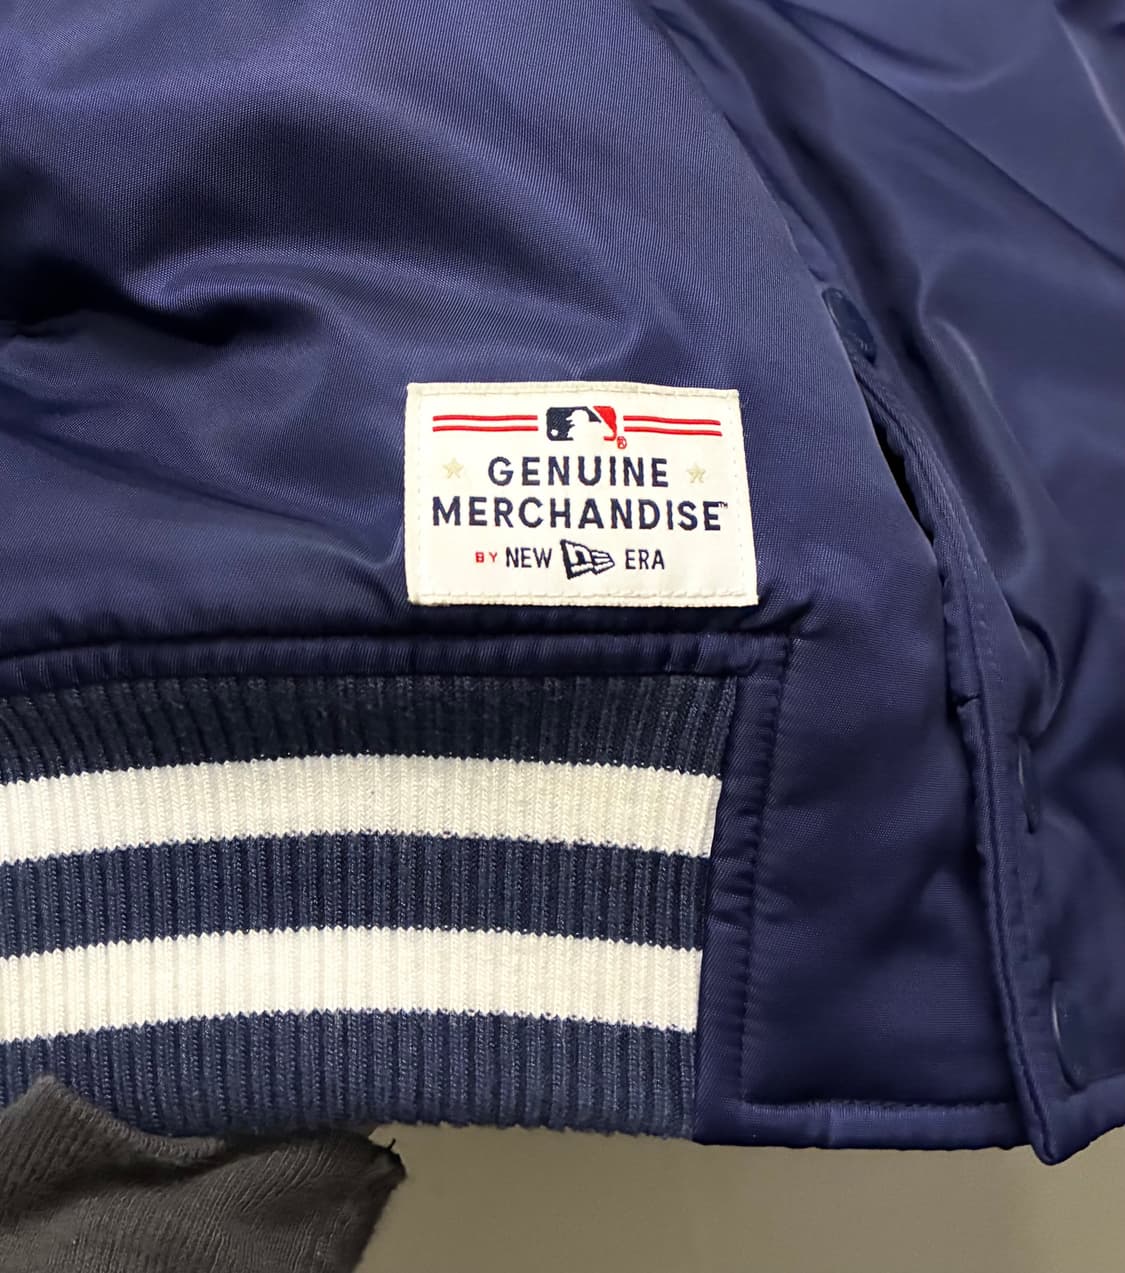 GENUINE
MERCHANDISE™
BY NEW ERA